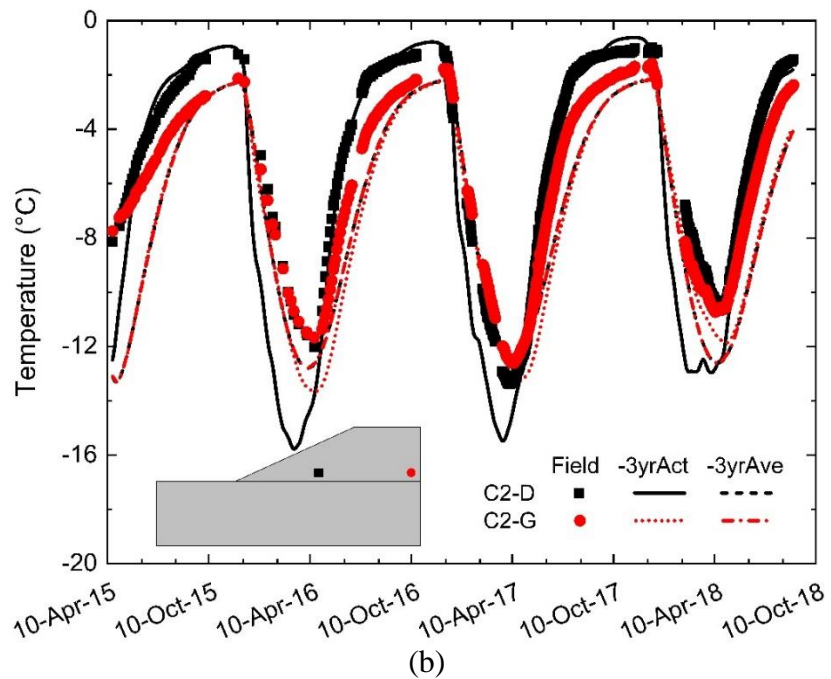 0
-4
-8
-12
-16
-20
Temperature (°C)
Field -3yrAct -3yrAve
C2-D
C2-G
10-Apr-15 10-Oct-15 10-Apr-16 10-Oct-16 10-Apr-17 10-Oct-17 10-Apr-18 10-Oct-18
(b)